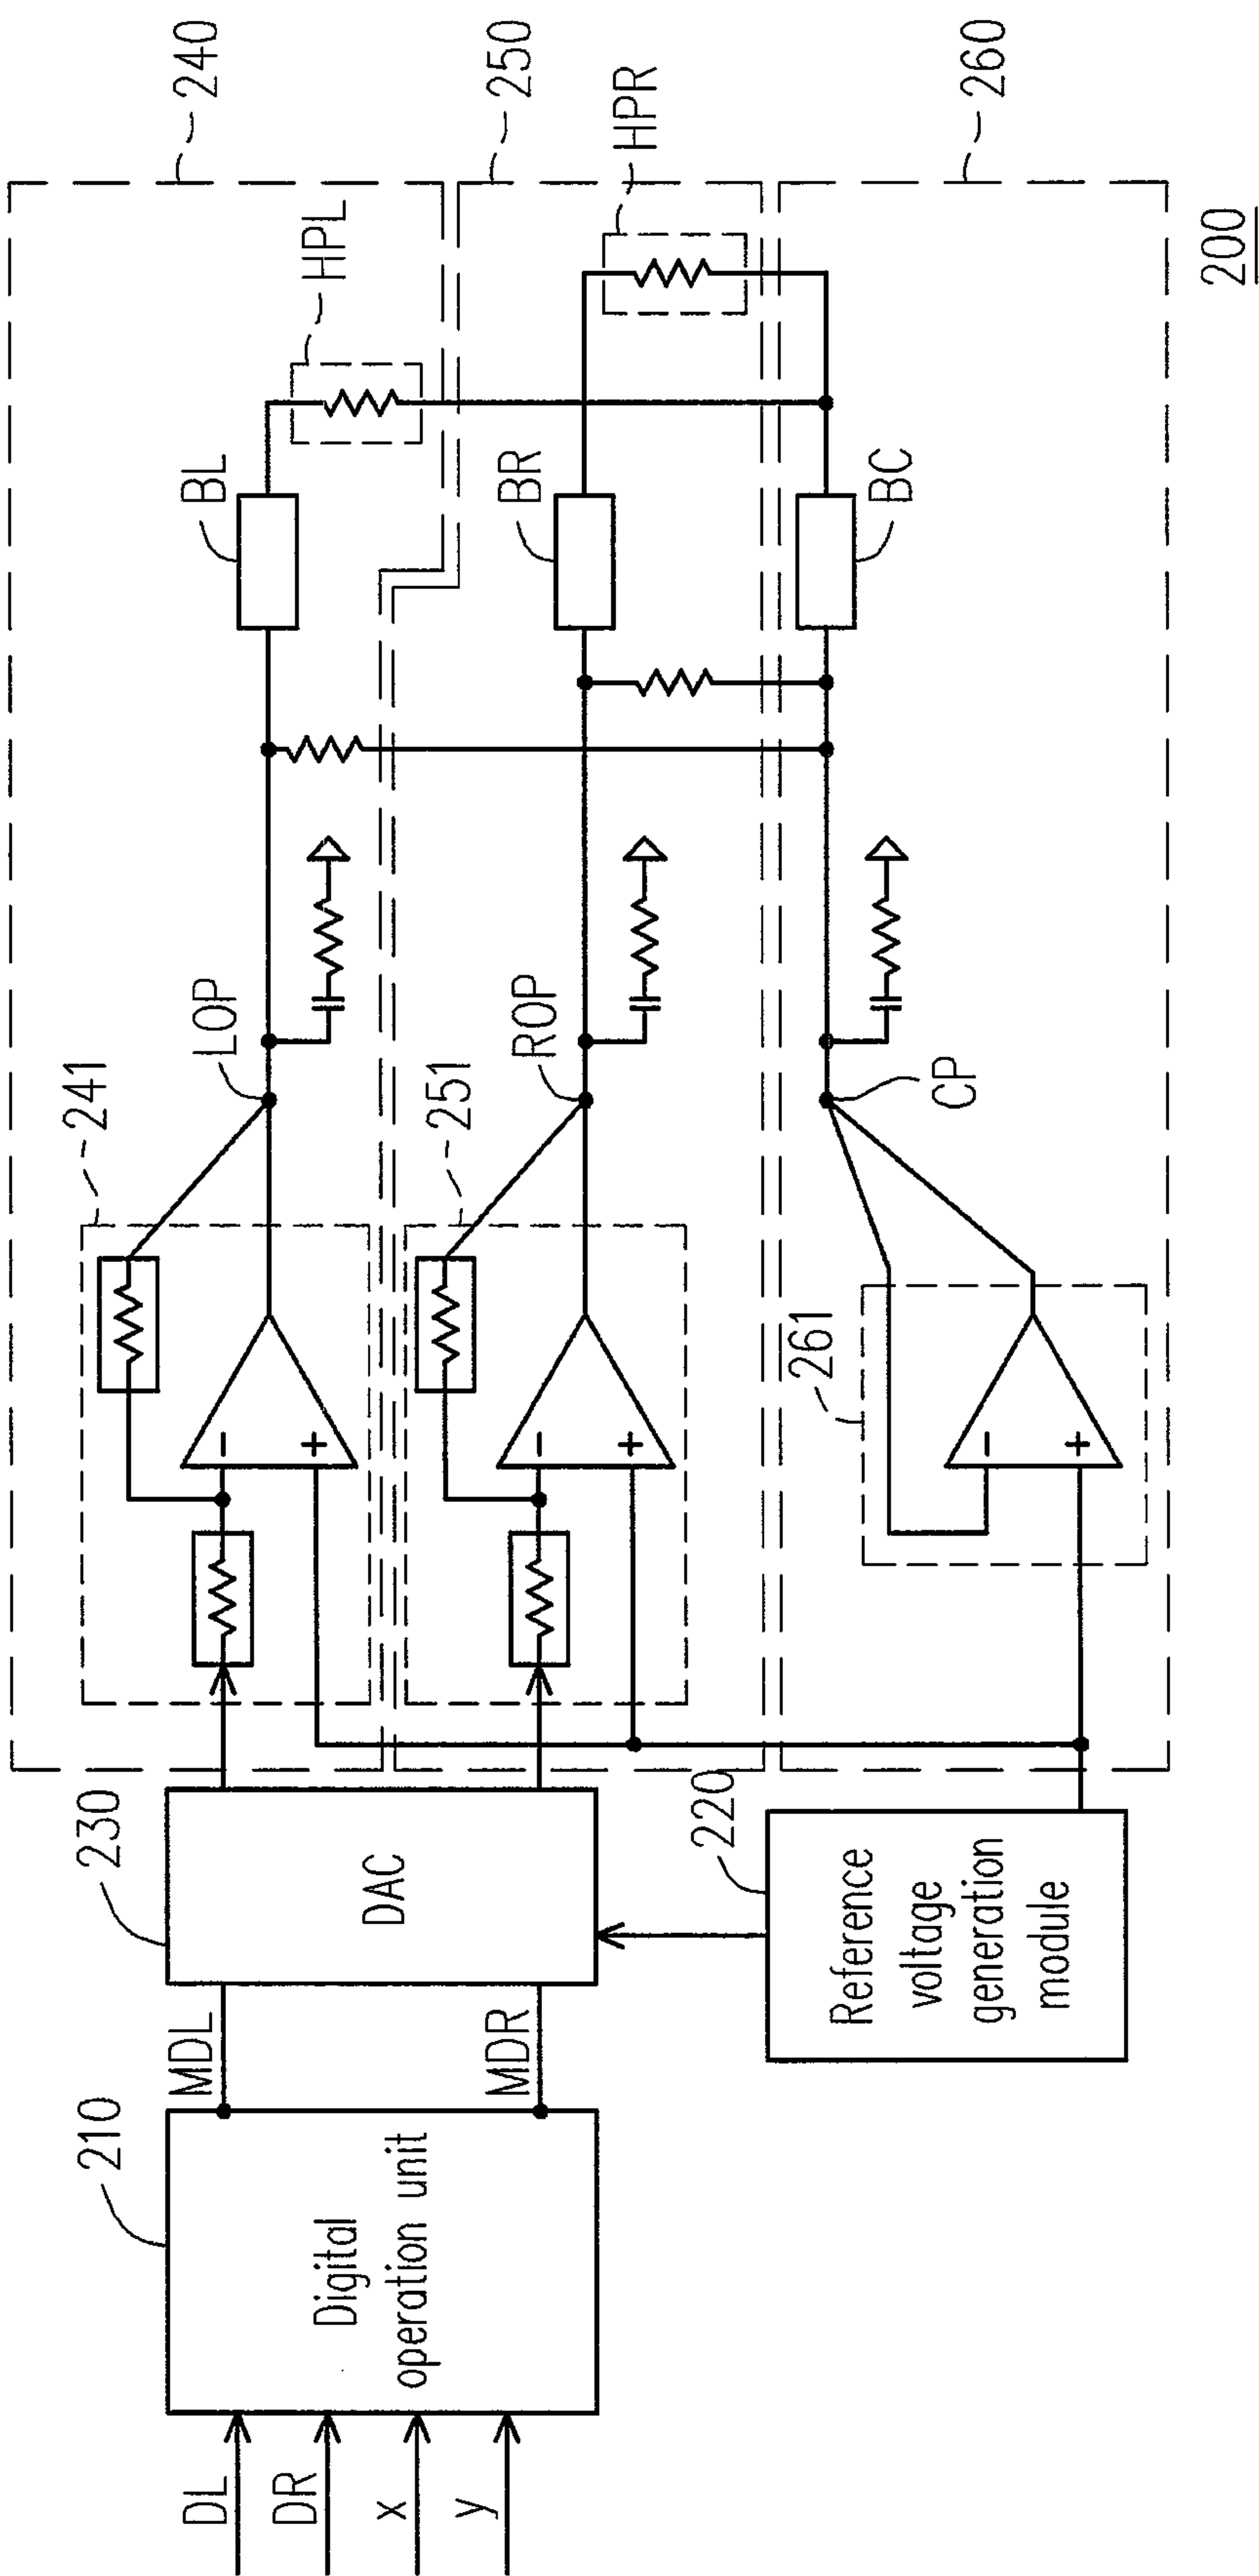 240
250
260
HPL
HPR
200
BL
BR
BC
LOP
ROP
CP
241
251
261
−
+
−
+
−
+
230
DAC
220
Reference
voltage
generation
module
MDL
MDR
210
Digital
operation unit
DL
DR
x
y